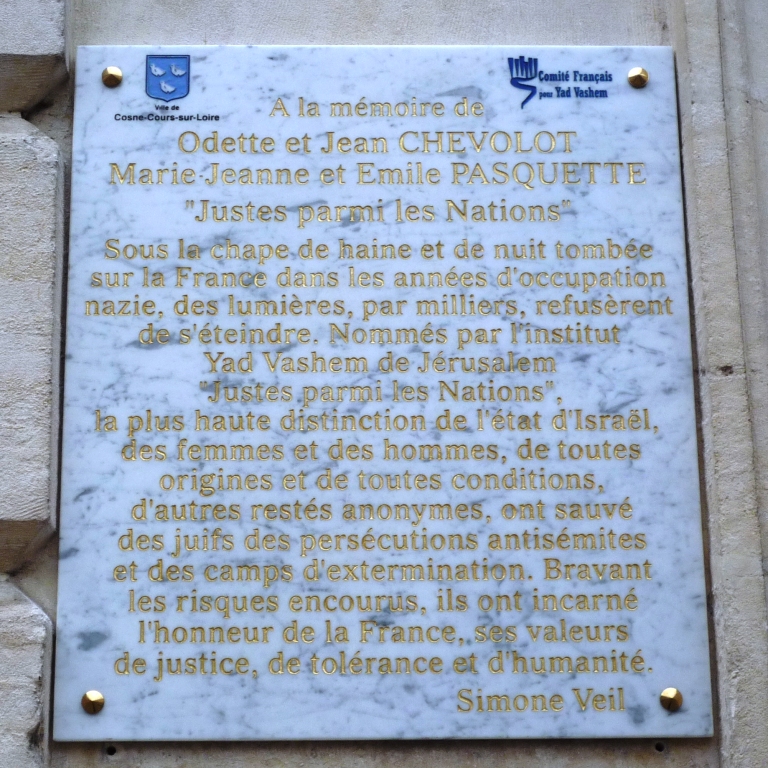 Ville de
Cosne-Cours-sur-Loire
Comité Français
pour Yad Vashem
A la mémoire de
Odette et Jean CHEVOLOT
Marie-Jeanne et Emile PASQUETTE
"Justes parmi les Nations"
Sous la chape de haine et de nuit tombée
sur la France dans les années d'occupation
nazie, des lumières, par milliers, refusèrent
de s'éteindre. Nommés par l'institut
Yad Vashem de Jérusalem
"Justes parmi les Nations",
la plus haute distinction de l'état d'Israël,
des femmes et des hommes, de toutes
origines et de toutes conditions,
d'autres restés anonymes, ont sauvé
des juifs des persécutions antisémites
et des camps d'extermination. Bravant
les risques encourus, ils ont incarné
l'honneur de la France, ses valeurs
de justice, de tolérance et d'humanité.
Simone Veil